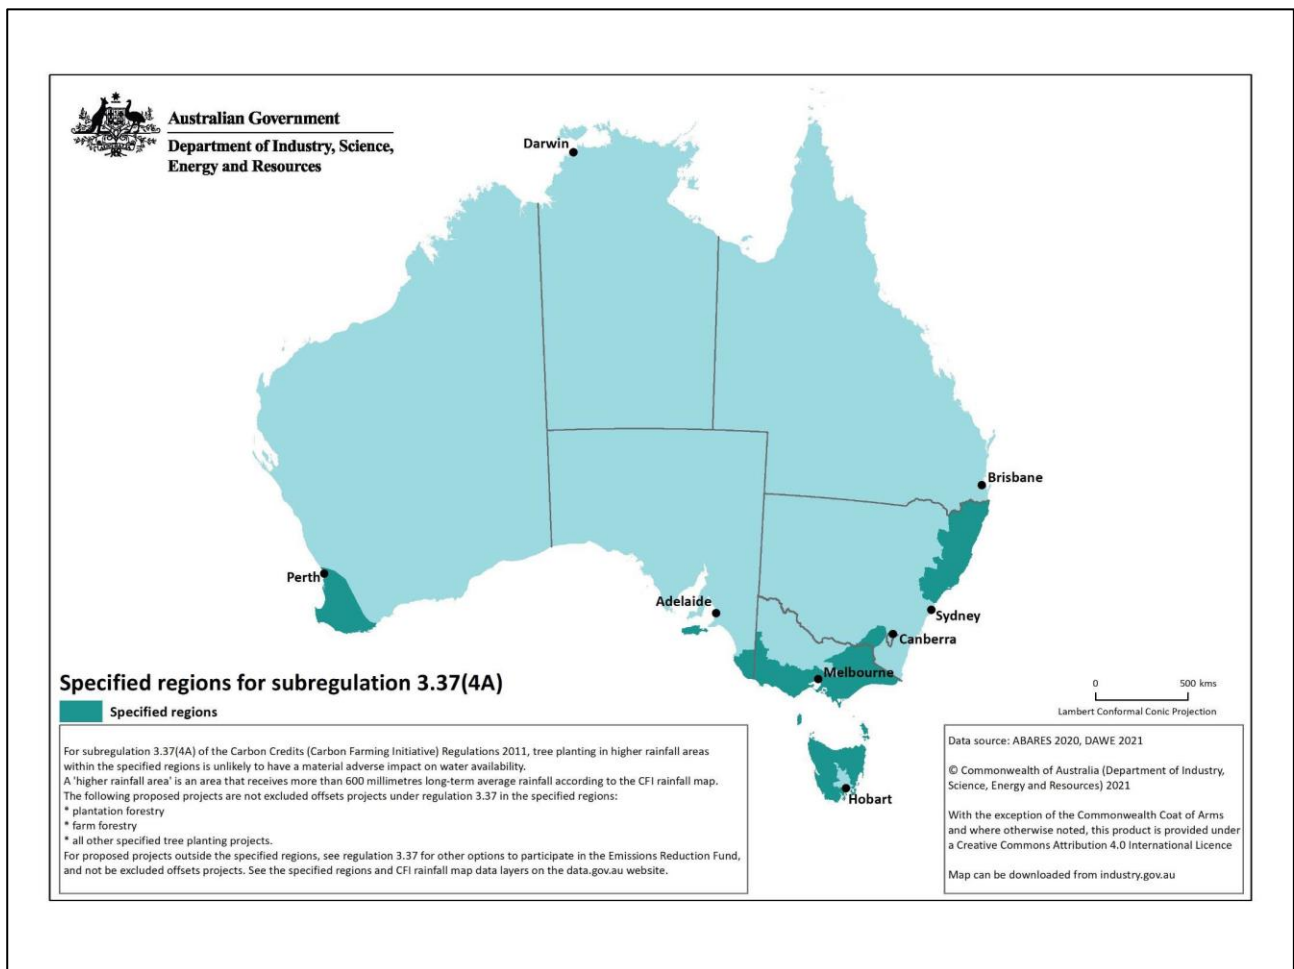 Australian Government
Department of Industry, Science,
Energy and Resources
Darwin
Brisbane
Perth
Adelaide
Sydney
Canberra
Melbourne
Hobart
Specified regions for subregulation 3.37(4A)
Specified regions
0 500 kms
Lambert Conformal Conic Projection
For subregulation 3.37(4A) of the Carbon Credits (Carbon Farming Initiative) Regulations 2011, tree planting in higher rainfall areas
within the specified regions is unlikely to have a material adverse impact on water availability.
A 'higher rainfall area' is an area that receives more than 600 millimetres long-term average rainfall according to the CFI rainfall map.
The following proposed projects are not excluded offsets projects under regulation 3.37 in the specified regions:
* plantation forestry
* farm forestry
* all other specified tree planting projects.
For proposed projects outside the specified regions, see regulation 3.37 for other options to participate in the Emissions Reduction Fund,
and not be excluded offsets projects. See the specified regions and CFI rainfall map data layers on the data.gov.au website.
Data source: ABARES 2020, DAWE 2021
© Commonwealth of Australia (Department of Industry,
Science, Energy and Resources) 2021
With the exception of the Commonwealth Coat of Arms
and where otherwise noted, this product is provided under
a Creative Commons Attribution 4.0 International Licence
Map can be downloaded from industry.gov.au